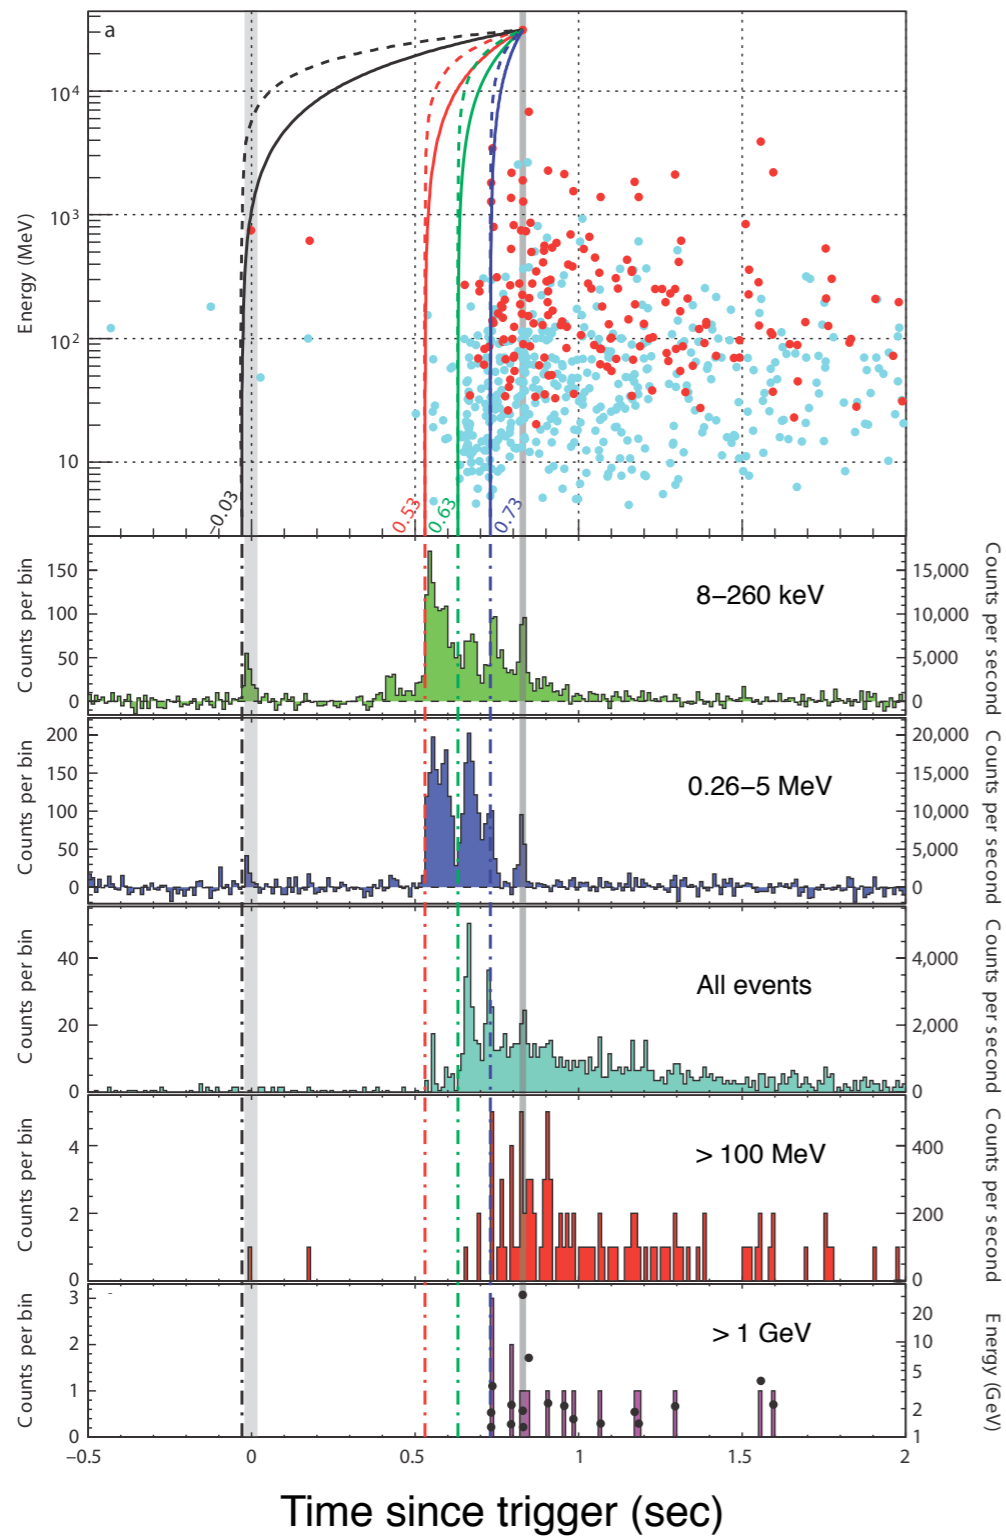 a
10⁴
10³
10²
10
Energy (MeV)
−0.03
0.53
0.63
0.73
Counts per bin
150
100
50
0
8−260 keV
15,000
10,000
5,000
0
Counts per second
Counts per bin
200
150
100
50
0
0.26−5 MeV
20,000
15,000
10,000
5,000
0
Counts per second
Counts per bin
40
20
0
All events
4,000
2,000
0
Counts per second
Counts per bin
4
2
0
> 100 MeV
400
200
0
Counts per second
Counts per bin
3
2
1
0
> 1 GeV
20
10
5
2
1
Energy (GeV)
−0.5 0 0.5 1 1.5 2
Time since trigger (sec)